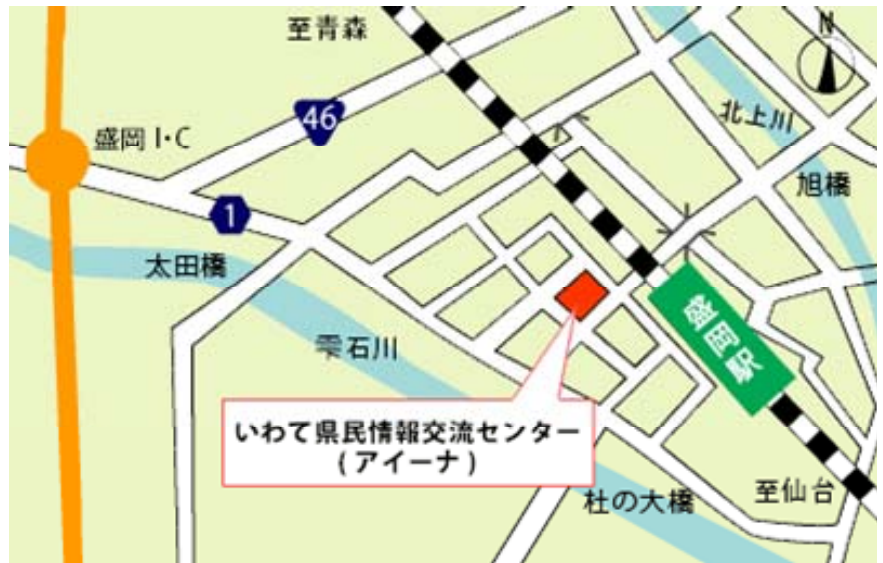 至青森
N
46
盛岡 I・C
北上川
旭橋
1
太田橋
雫石川
盛岡駅
いわて県民情報交流センター
(アイーナ)
至仙台
杜の大橋